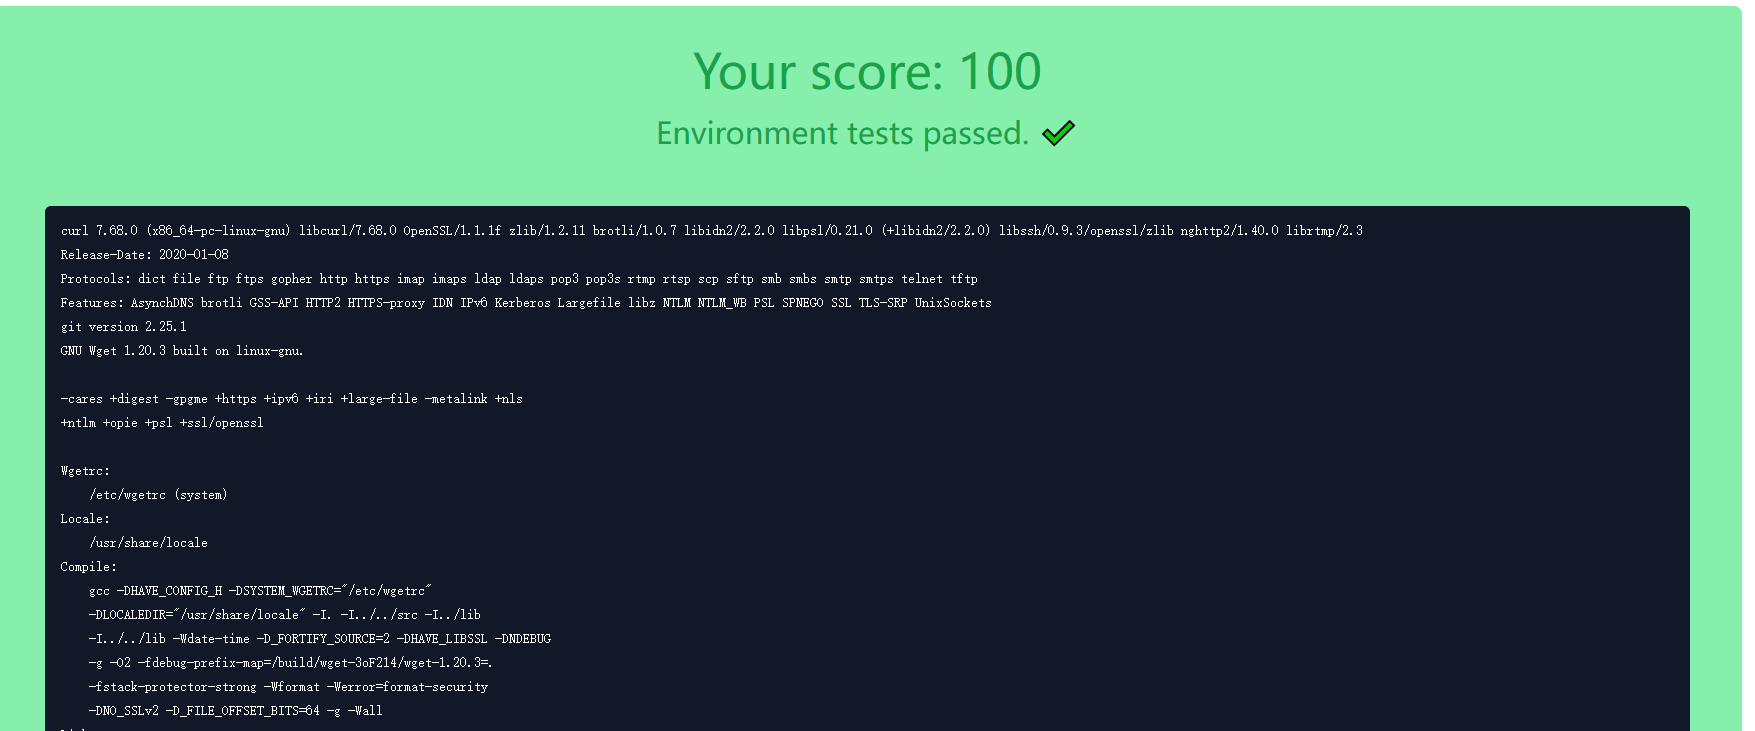 Your score: 100
Environment tests passed. ✔
curl 7.68.0 (x86_64-pc-linux-gnu) libcurl/7.68.0 OpenSSL/1.1.1f zlib/1.2.11 brotli/1.0.7 libidn2/2.2.0 libpsl/0.21.0 (+libidn2/2.2.0) libssh/0.9.3/openssl/zlib nghttp2/1.40.0 librtmp/2.3
Release-Date: 2020-01-08
Protocols: dict file ftp ftps gopher http https imap imaps ldap ldaps pop3 pop3s rtmp rtsp scp sftp smb smbs smtp smtps telnet tftp
Features: AsynchDNS brotli GSS-API HTTP2 HTTPS-proxy IDN IPv6 Kerberos Largefile libz NTLM NTLM_WB PSL SPNEGO SSL TLS-SRP UnixSockets
git version 2.25.1
GNU Wget 1.20.3 built on linux-gnu.
-cares +digest -gpgme +https +ipv6 +iri +large-file -metalink +nls
+ntlm +opie +psl +ssl/openssl
Wgetrc:
/etc/wgetrc (system)
Locale:
/usr/share/locale
Compile:
gcc -DHAVE_CONFIG_H -DSYSTEM_WGETRC="/etc/wgetrc"
-DLOCALEDIR="/usr/share/locale" -I. -I../../src -I../lib
-I../../lib -Wdate-time -D_FORTIFY_SOURCE=2 -DHAVE_LIBSSL -DNDEBUG
-g -O2 -fdebug-prefix-map=/build/wget-3oF214/wget-1.20.3=.
-fstack-protector-strong -Wformat -Werror=format-security
-DNO_SSLv2 -D_FILE_OFFSET_BITS=64 -g -Wall